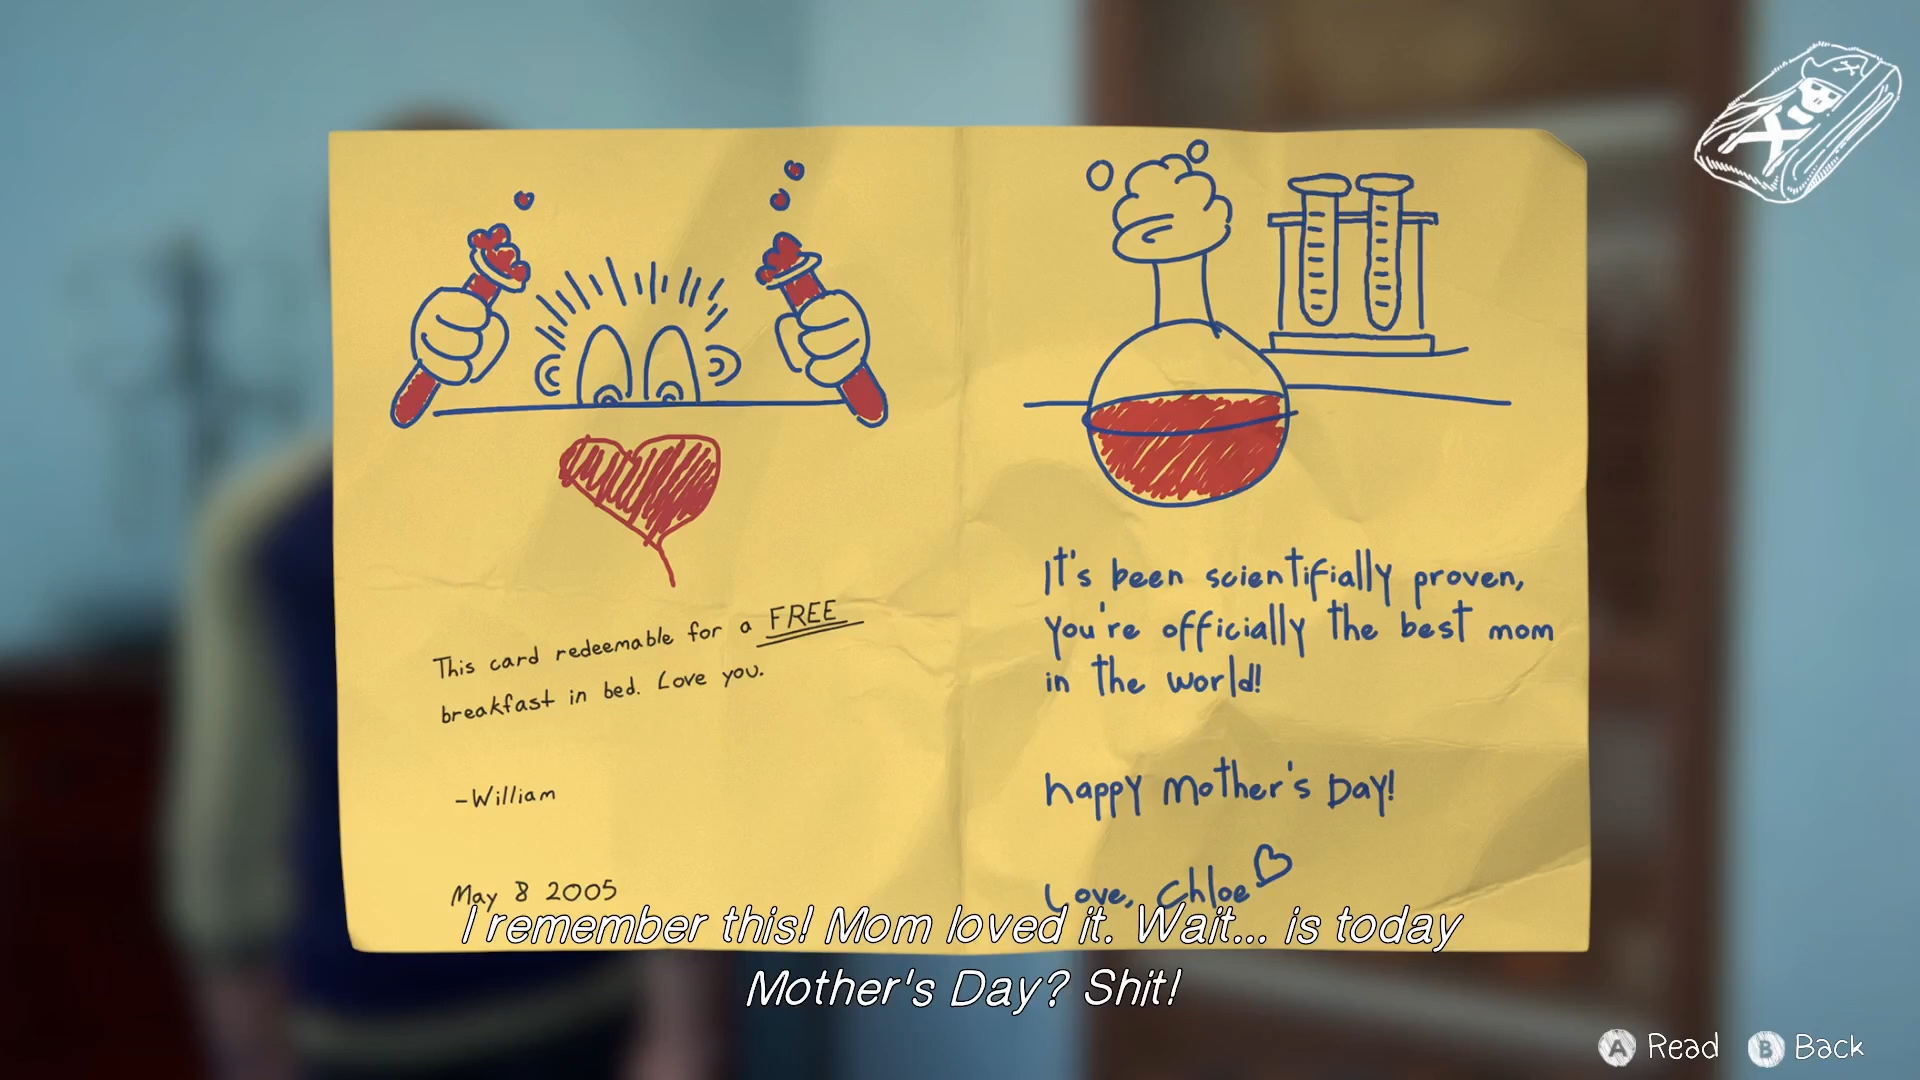 This card redeemable for a FREE
breakfast in bed. Love you.
-William
May 8 2005
It's been scientifially proven,
You're officially the best mom
in the world!
happy Mother's Day!
Love, Chloe
I remember this! Mom loved it. Wait... is today
Mother's Day? Shit!
A Read B Back